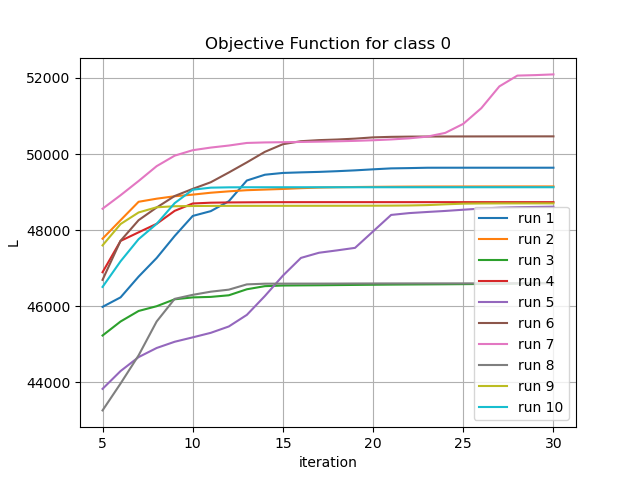 Objective Function for class 0
52000
50000
48000
46000
44000
L
5
10
15
20
25
30
iteration
run 1
run 2
run 3
run 4
run 5
run 6
run 7
run 8
run 9
run 10